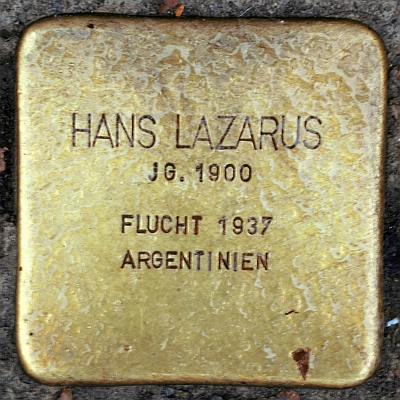 HANS LAZARUS
JG. 1900
FLUCHT 1937
ARGENTINIEN